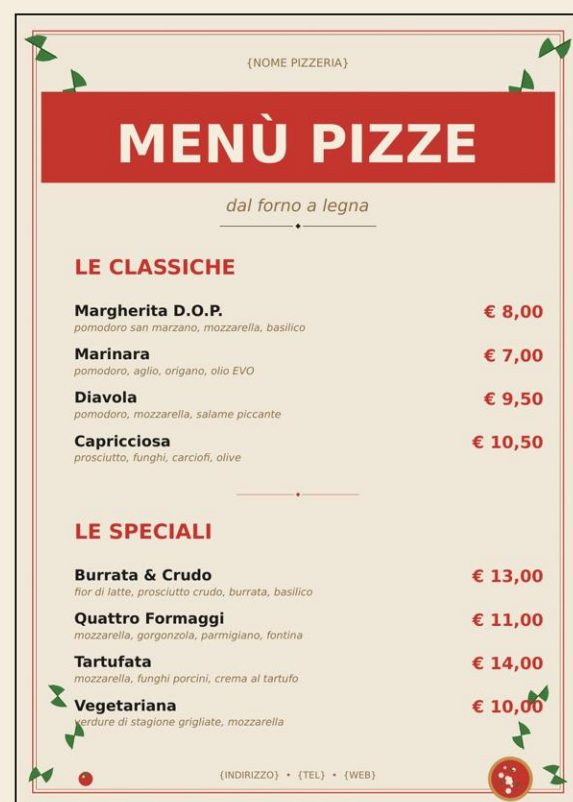 {NOME PIZZERIA}
MENÙ PIZZE
dal forno a legna
LE CLASSICHE
Margherita D.O.P. € 8,00
pomodoro san marzano, mozzarella, basilico
Marinara € 7,00
pomodoro, aglio, origano, olio EVO
Diavola € 9,50
pomodoro, mozzarella, salame piccante
Capricciosa € 10,50
prosciutto, funghi, carciofi, olive
LE SPECIALI
Burrata & Crudo € 13,00
fior di latte, prosciutto crudo, burrata, basilico
Quattro Formaggi € 11,00
mozzarella, gorgonzola, parmigiano, fontina
Tartufata € 14,00
mozzarella, funghi porcini, crema al tartufo
Vegetariana € 10,00
verdure di stagione grigliate, mozzarella
{INDIRIZZO} • {TEL} • {WEB}